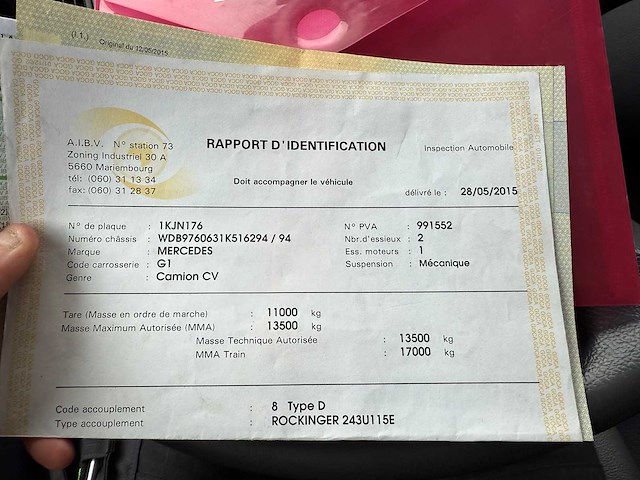 (I.1.) Original du 12/05/2015
A.I.B.V. N° station 73
Zoning Industriel 30 A
5660 Mariembourg
tél: (060) 31 13 34
fax: (060) 31 28 37
RAPPORT D'IDENTIFICATION
Doit accompagner le véhicule
Inspection Automobile
délivré le : 28/05/2015
N° de plaque : 1KJN176
Numéro châssis : WDB9760631K516294 / 94
Marque : MERCEDES
Code carrosserie : G1
Genre : Camion CV
N° PVA : 991552
Nbr.d'essieux : 2
Ess. moteurs : 1
Suspension : Mécanique
Tare (Masse en ordre de marche) : 11000 kg
Masse Maximum Autorisée (MMA) : 13500 kg
Masse Technique Autorisée : 13500 kg
MMA Train : 17000 kg
Code accouplement : 8 Type D
Type accouplement : ROCKINGER 243U115E